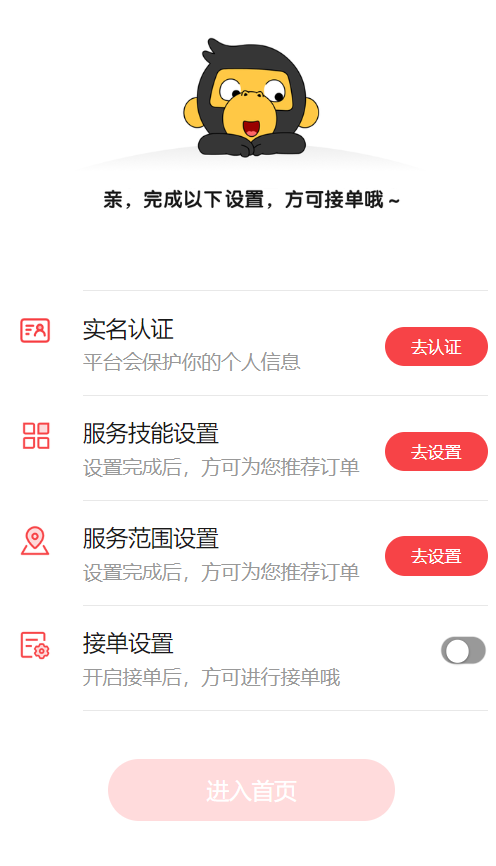 亲，完成以下设置，方可接单哦~
实名认证
平台会保护你的个人信息
去认证
服务技能设置
设置完成后，方可为您推荐订单
去设置
服务范围设置
设置完成后，方可为您推荐订单
去设置
接单设置
开启接单后，方可进行接单哦
进入首页